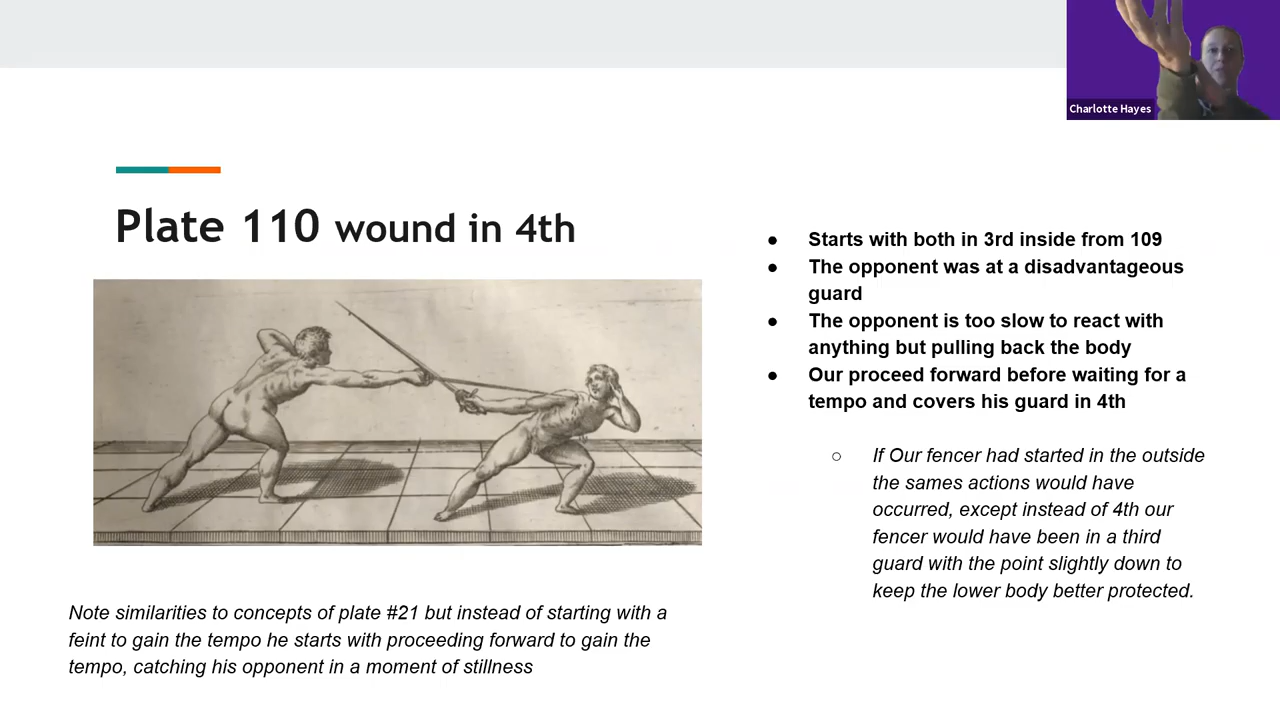 Charlotte Hayes
Plate 110 wound in 4th
● Starts with both in 3rd inside from 109
● The opponent was at a disadvantageous
guard
● The opponent is too slow to react with
anything but pulling back the body
● Our proceed forward before waiting for a
tempo and covers his guard in 4th
○ If Our fencer had started in the outside
the sames actions would have
occurred, except instead of 4th our
fencer would have been in a third
guard with the point slightly down to
keep the lower body better protected.
Note similarities to concepts of plate #21 but instead of starting with a
feint to gain the tempo he starts with proceeding forward to gain the
tempo, catching his opponent in a moment of stillness